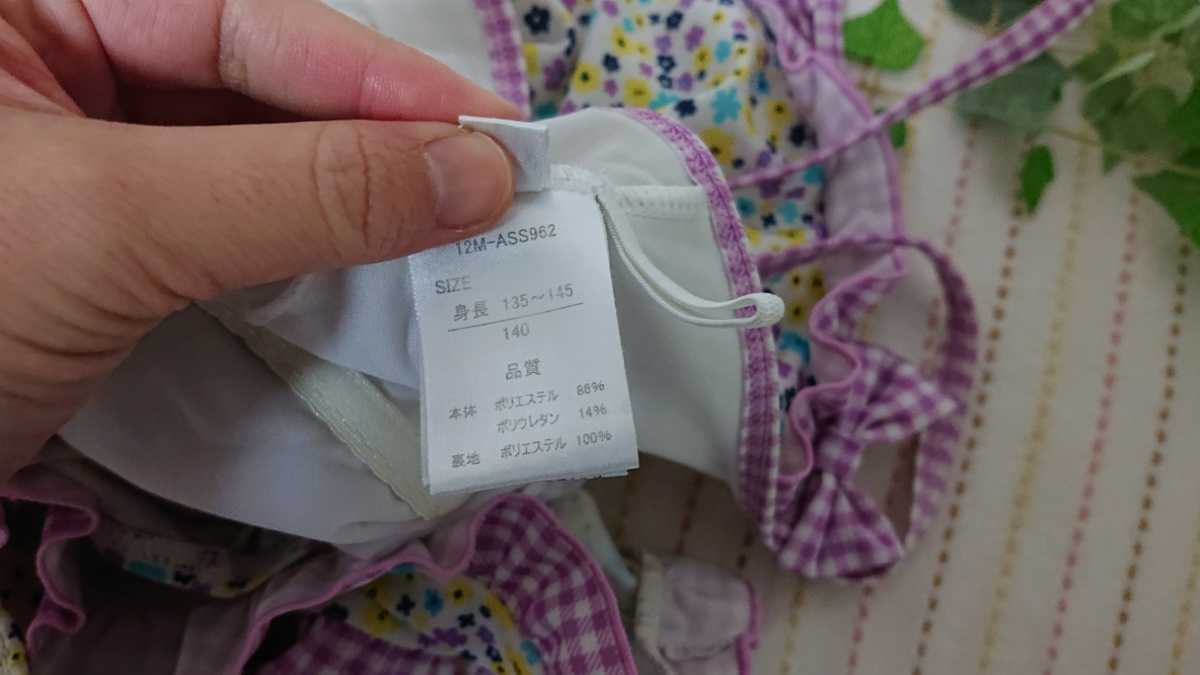 12M-ASS962
SIZE
身長 135～145
140
品質
本体 ポリエステル 86%
ポリウレタン 14%
裏地 ポリエステル 100%